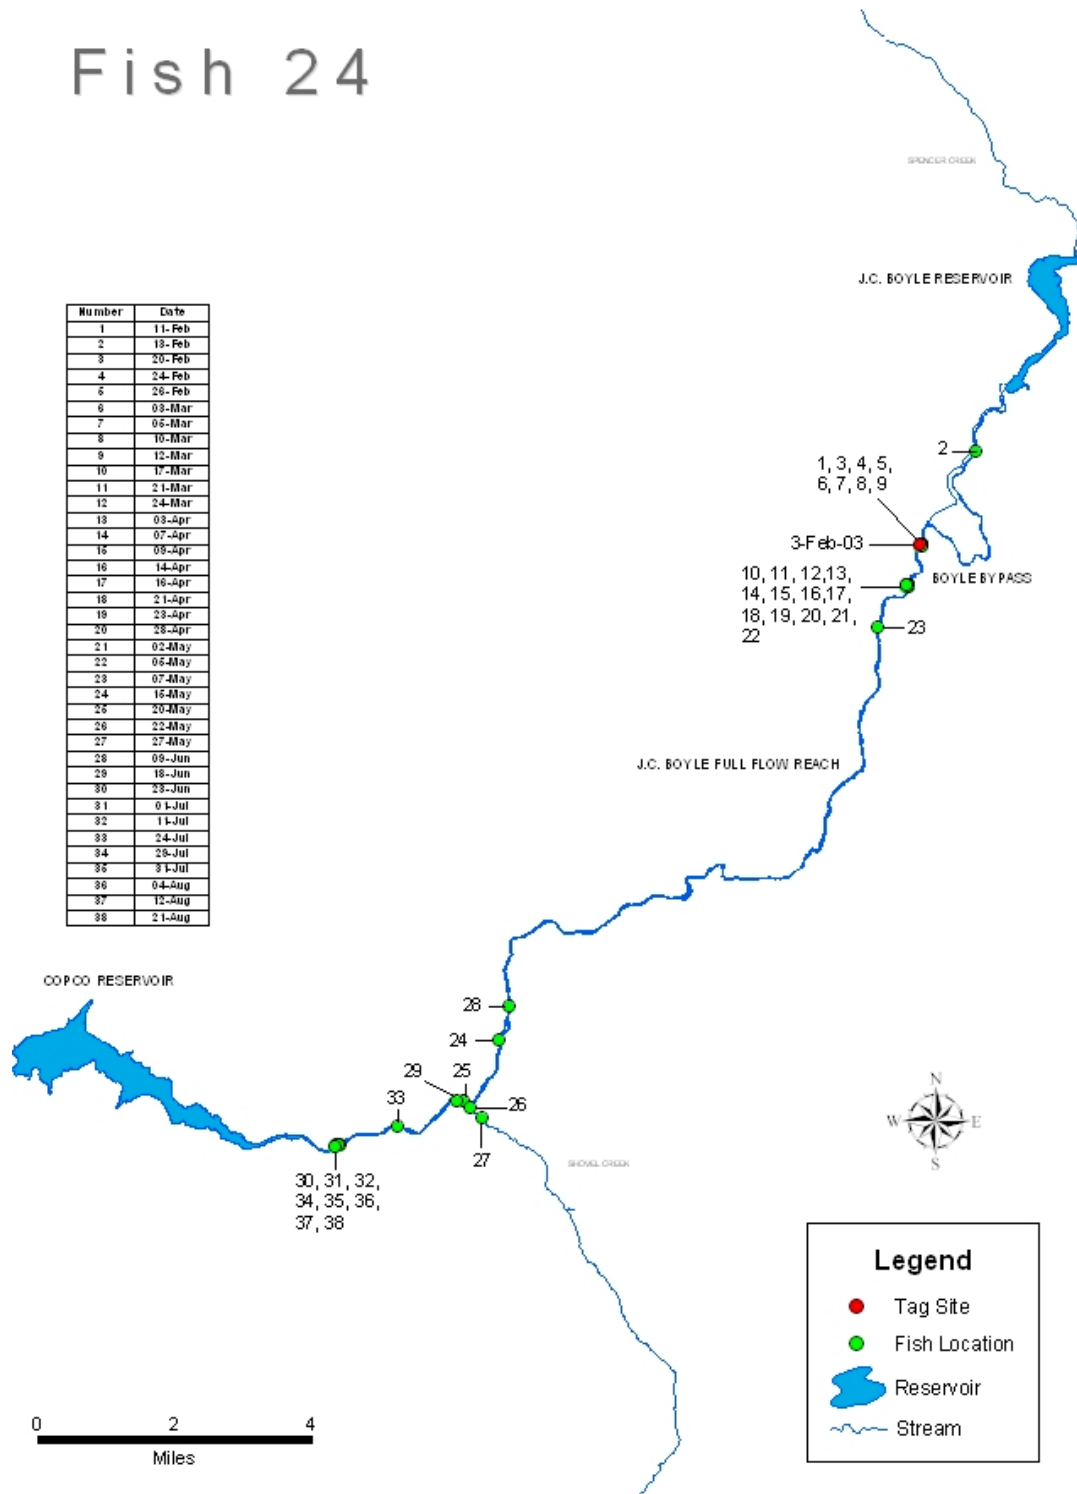 Fish 24
SPENCER CREEK
J.C. BOYLE RESERVOIR
Number Date
1 11-Feb
2 13-Feb
3 20-Feb
4 24-Feb
5 26-Feb
6 03-Mar
7 05-Mar
8 10-Mar
9 12-Mar
10 17-Mar
11 21-Mar
12 24-Mar
13 03-Apr
14 07-Apr
15 09-Apr
16 14-Apr
17 16-Apr
18 21-Apr
19 23-Apr
20 28-Apr
21 02-May
22 05-May
23 07-May
24 15-May
25 20-May
26 22-May
27 27-May
28 09-Jun
29 18-Jun
30 23-Jun
31 01-Jul
32 11-Jul
33 24-Jul
34 29-Jul
35 31-Jul
36 04-Aug
37 12-Aug
38 21-Aug
2
1, 3, 4, 5,
6, 7, 8, 9
3-Feb-03
BOYLE BYPASS
10, 11, 12,13,
14, 15, 16,17,
18, 19, 20, 21,
22
23
J.C. BOYLE FULL FLOW REACH
COPCO RESERVOIR
28
24
29
25
26
33
27
SHOVEL CREEK
30, 31, 32,
34, 35, 36,
37, 38
N
W E
S
Legend
Tag Site
Fish Location
Reservoir
Stream
0 2 4
Miles